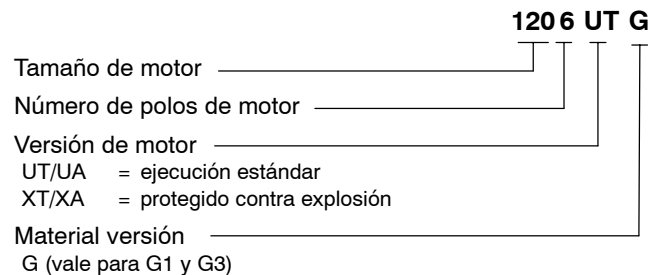 120 6 UT G
Tamaño de motor
Número de polos de motor
Versión de motor
UT/UA = ejecución estándar
XT/XA = protegido contra explosión
Material versión
G (vale para G1 y G3)